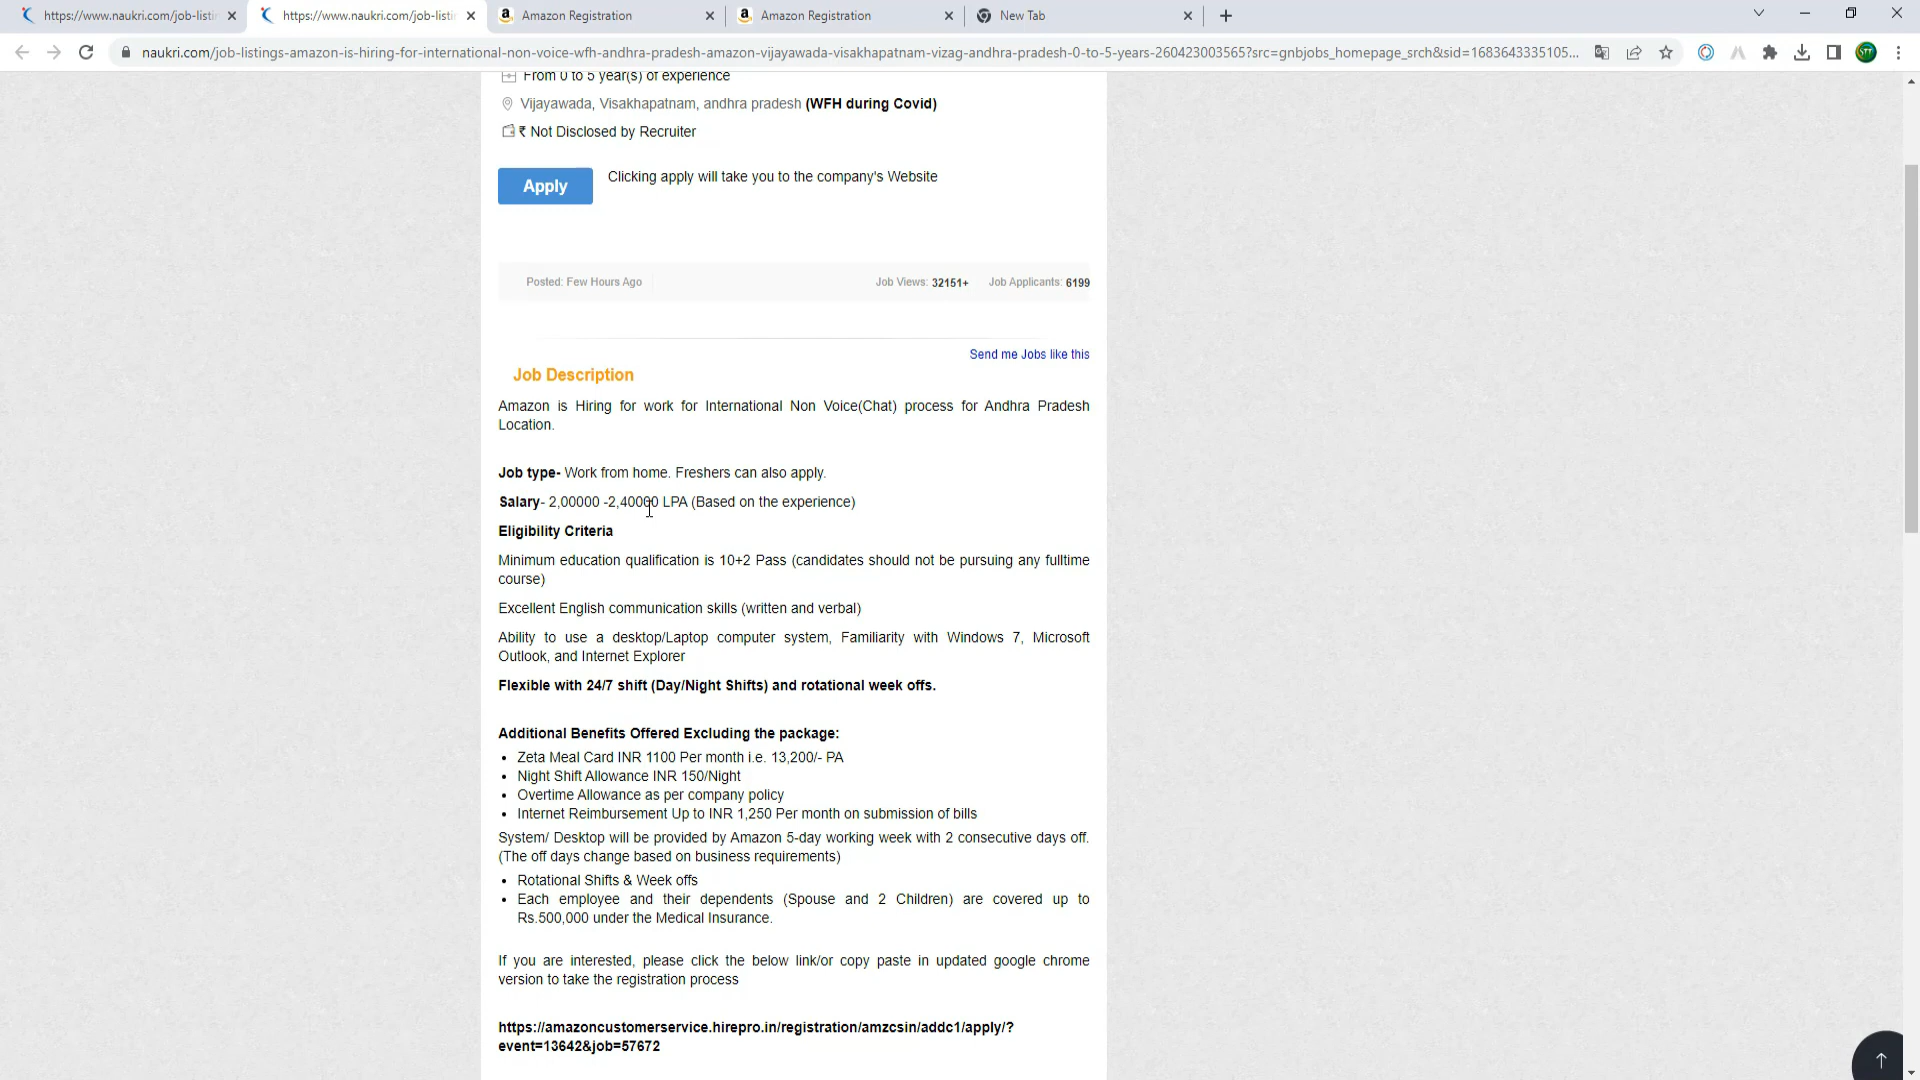 https://www.naukri.com/job-listin
https://www.naukri.com/job-listin
Amazon Registration
Amazon Registration
New Tab
naukri.com/job-listings-amazon-is-hiring-for-international-non-voice-wfh-andhra-pradesh-amazon-vijayawada-visakhapatnam-vizag-andhra-pradesh-0-to-5-years-260423003565?src=gnbjobs_homepage_srch&sid=1683643335105...
From 0 to 5 year(s) of experience
Vijayawada, Visakhapatnam, andhra pradesh (WFH during Covid)
₹ Not Disclosed by Recruiter
Apply
Clicking apply will take you to the company's Website
Posted: Few Hours Ago
Job Views: 32151+ Job Applicants: 6199
Send me Jobs like this
Job Description
Amazon is Hiring for work for International Non Voice(Chat) process for Andhra Pradesh
Location.
Job type- Work from home. Freshers can also apply.
Salary- 2,00000 -2,40000 LPA (Based on the experience)
Eligibility Criteria
Minimum education qualification is 10+2 Pass (candidates should not be pursuing any fulltime
course)
Excellent English communication skills (written and verbal)
Ability to use a desktop/Laptop computer system, Familiarity with Windows 7, Microsoft
Outlook, and Internet Explorer
Flexible with 24/7 shift (Day/Night Shifts) and rotational week offs.
Additional Benefits Offered Excluding the package:
• Zeta Meal Card INR 1100 Per month i.e. 13,200/- PA
• Night Shift Allowance INR 150/Night
• Overtime Allowance as per company policy
• Internet Reimbursement Up to INR 1,250 Per month on submission of bills
System/ Desktop will be provided by Amazon 5-day working week with 2 consecutive days off.
(The off days change based on business requirements)
• Rotational Shifts & Week offs
• Each employee and their dependents (Spouse and 2 Children) are covered up to
Rs.500,000 under the Medical Insurance.
If you are interested, please click the below link/or copy paste in updated google chrome
version to take the registration process
https://amazoncustomerservice.hirepro.in/registration/amzcsin/addc1/apply/?
event=13642&job=57672